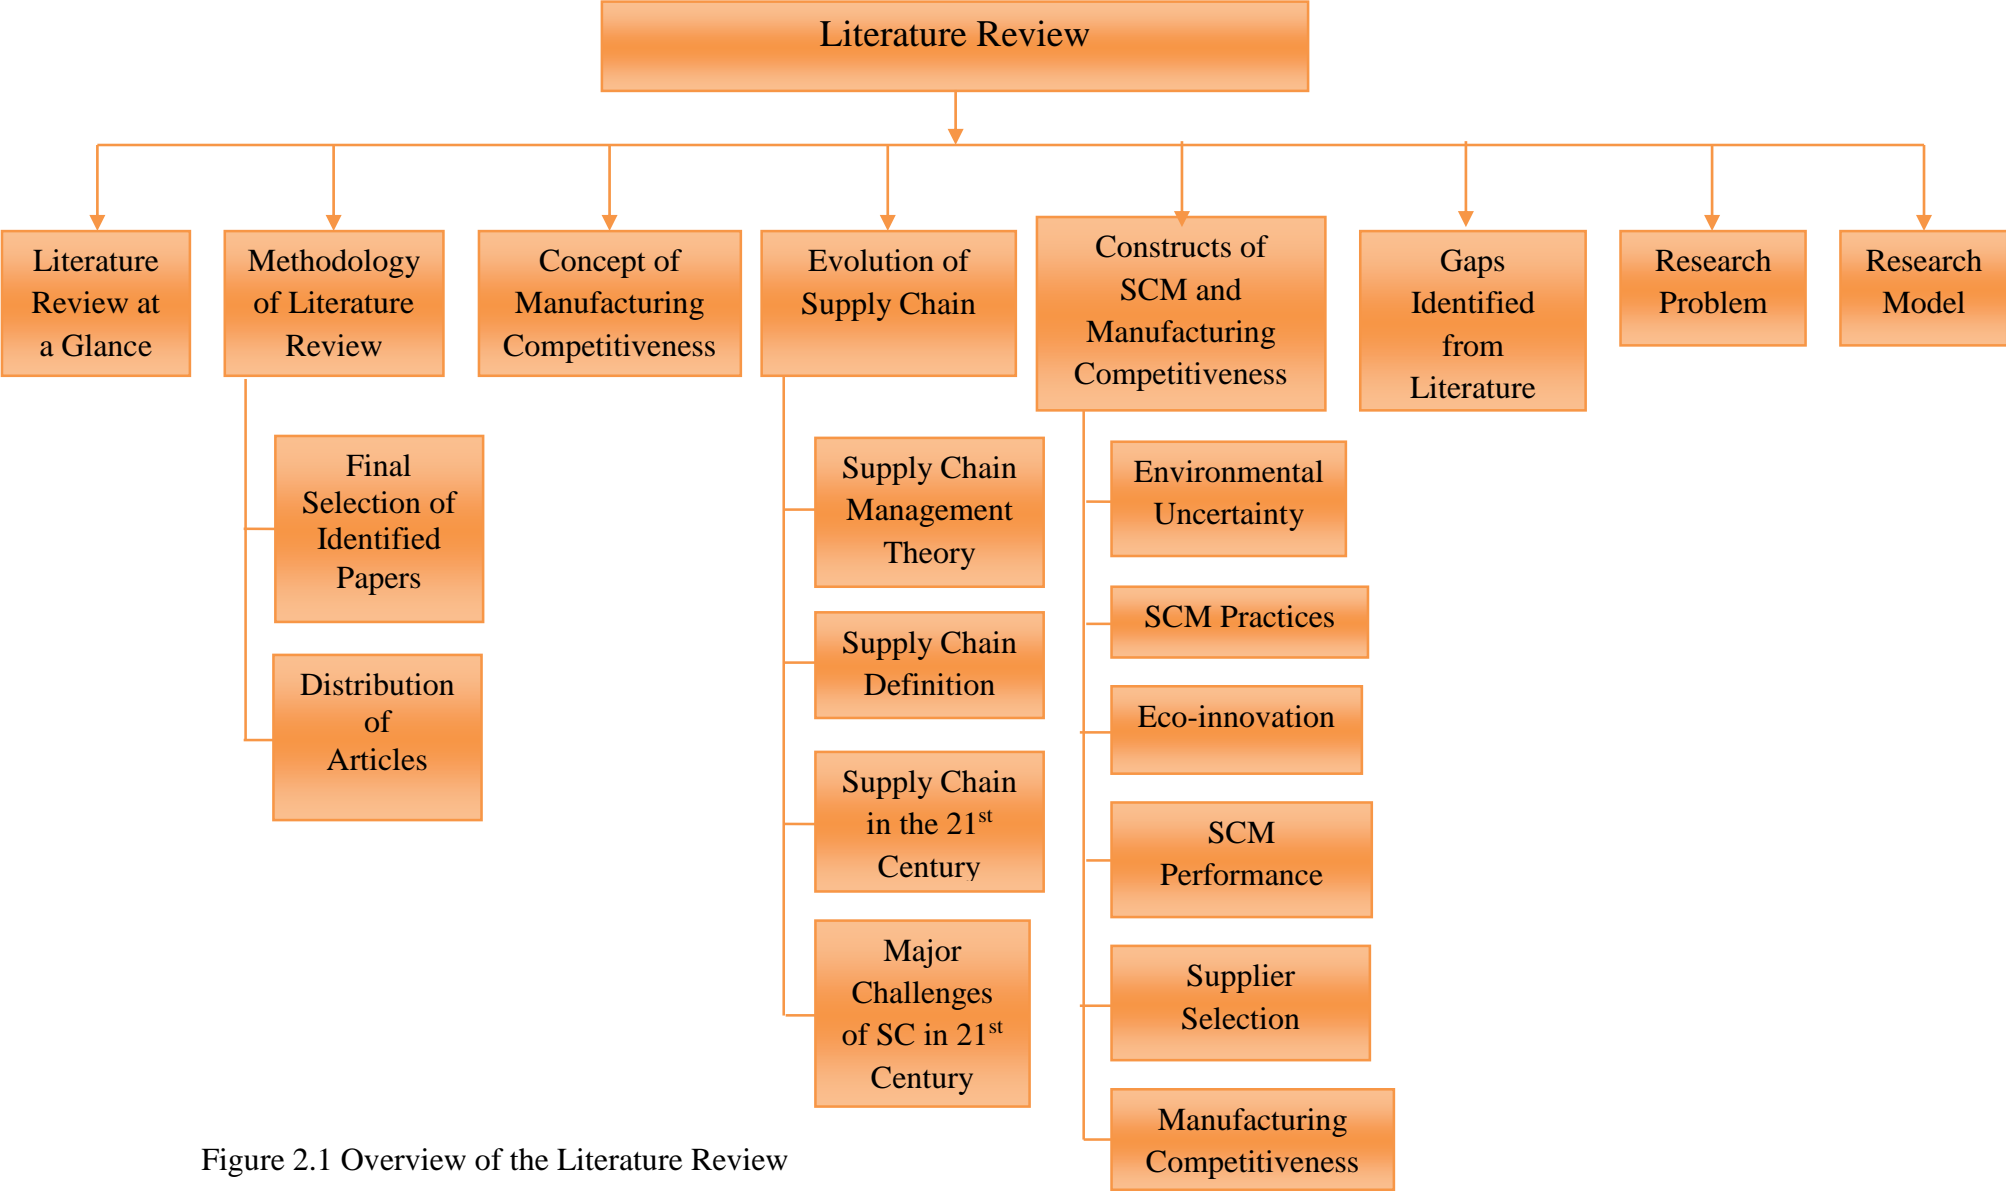 Literature Review
Literature
Review at
a Glance
Methodology
of Literature
Review
Concept of
Manufacturing
Competitiveness
Evolution of
Supply Chain
Constructs of
SCM and
Manufacturing
Competitiveness
Gaps
Identified
from
Literature
Research
Problem
Research
Model
Final
Selection of
Identified
Papers
Distribution
of
Articles
Supply Chain
Management
Theory
Supply Chain
Definition
Supply Chain
in the 21st
Century
Major
Challenges
of SC in 21st
Century
Environmental
Uncertainty
SCM Practices
Eco-innovation
SCM
Performance
Supplier
Selection
Manufacturing
Competitiveness
Figure 2.1 Overview of the Literature Review